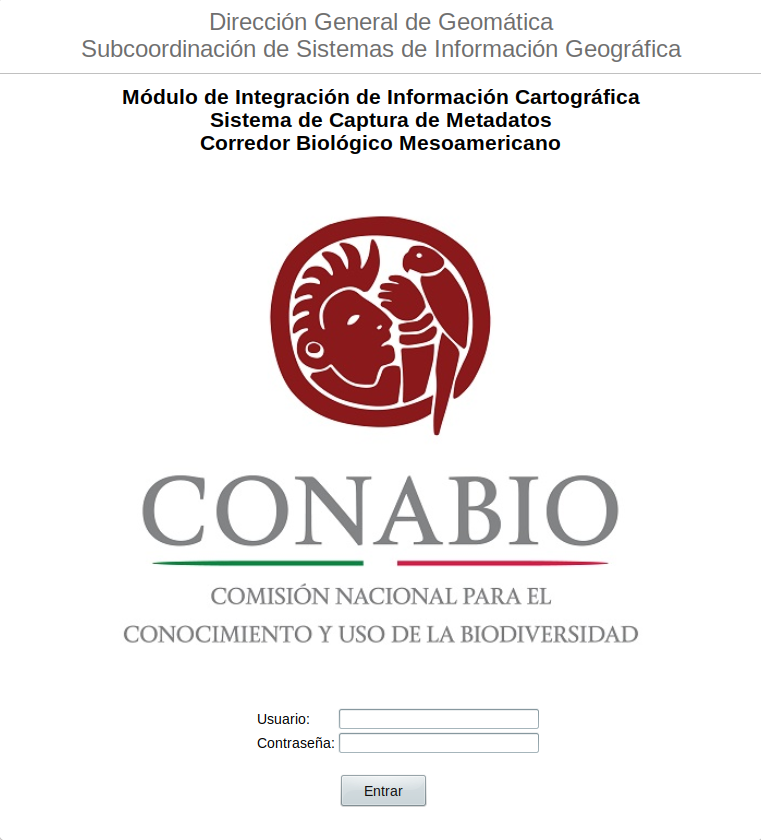 Dirección General de Geomática
Subcoordinación de Sistemas de Información Geográfica
Módulo de Integración de Información Cartográfica
Sistema de Captura de Metadatos
Corredor Biológico Mesoamericano
CONABIO
COMISIÓN NACIONAL PARA EL
CONOCIMIENTO Y USO DE LA BIODIVERSIDAD
Usuario:
Contraseña:
Entrar